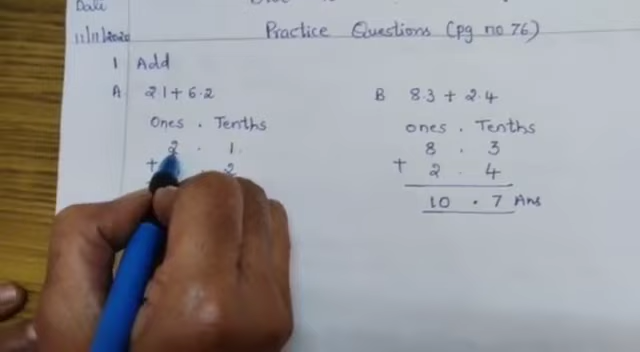 Date
11/11/2020
Practice Questions (pg no 76)
1 Add
A 2.1 + 6.2
Ones . Tenths
2 . 1
+ . 2
B 8.3 + 2.4
ones . Tenths
8 . 3
+ 2 . 4
10 . 7 Ans